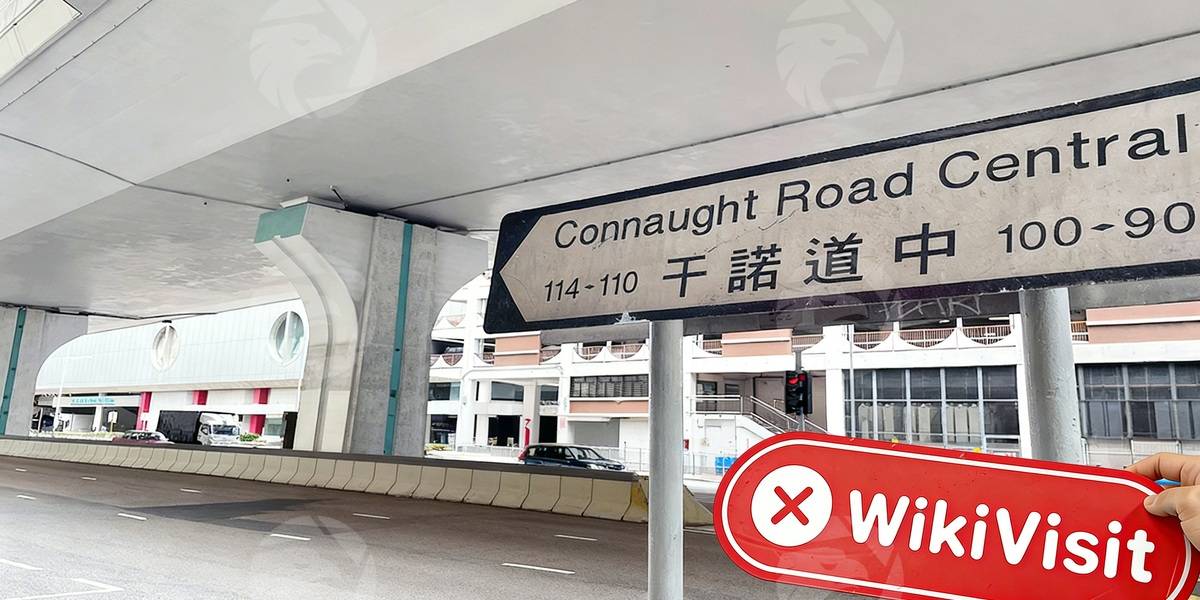 Connaught Road Central
114-110 干諾道中 100-90
WikiVisit